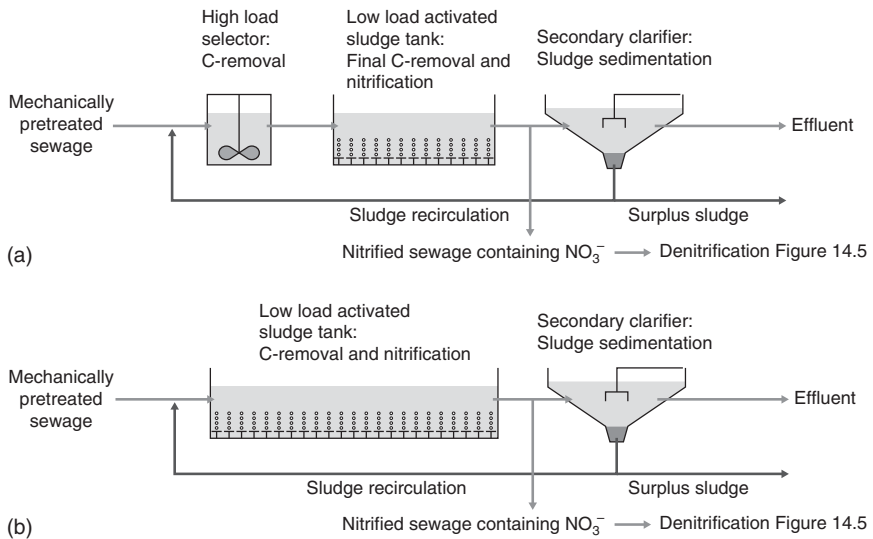 High load
selector:
C-removal
Low load activated
sludge tank:
Final C-removal and
nitrification
Secondary clarifier:
Sludge sedimentation
Mechanically
pretreated
sewage
Effluent
Sludge recirculation
Surplus sludge
Nitrified sewage containing NO₃⁻
Denitrification Figure 14.5
(a)
Low load activated
sludge tank:
C-removal and nitrification
Secondary clarifier:
Sludge sedimentation
Mechanically
pretreated
sewage
Effluent
Sludge recirculation
Surplus sludge
Nitrified sewage containing NO₃⁻
Denitrification Figure 14.5
(b)